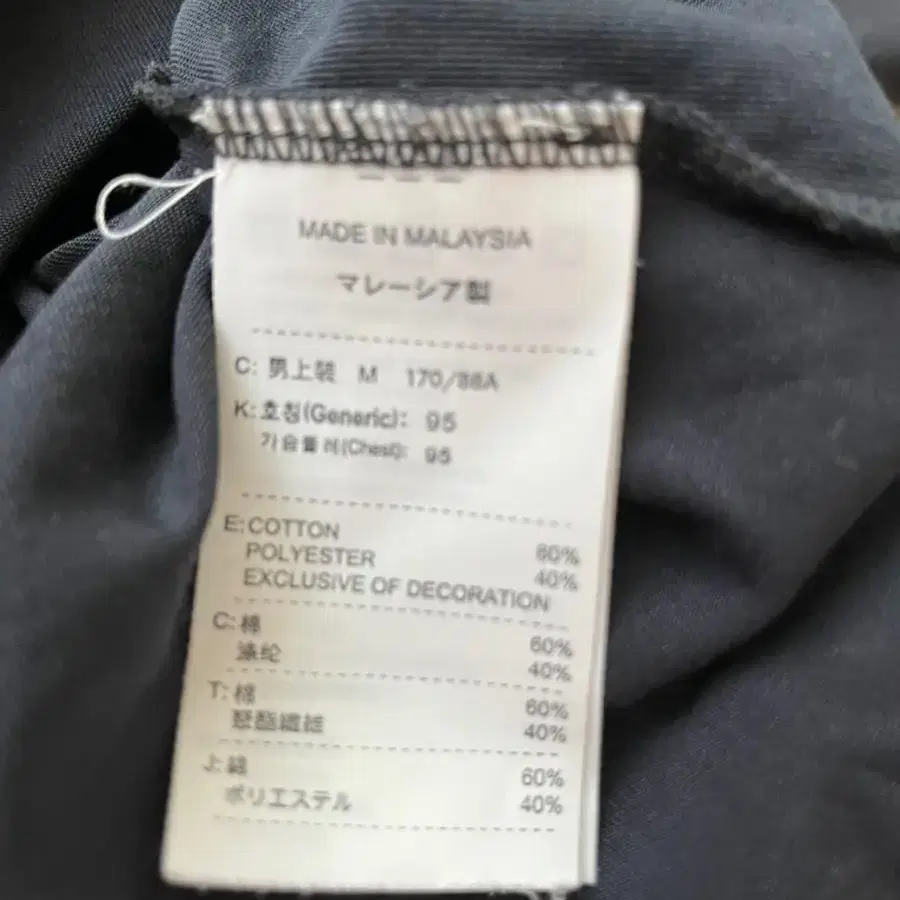 MADE IN MALAYSIA
マレーシア製
C: 男上装 M 170/88A
K: 호칭(Generic): 95
가슴둘레(Chest): 95
E: COTTON 60%
POLYESTER 40%
EXCLUSIVE OF DECORATION
C: 棉 60%
涤纶 40%
T: 棉 60%
聚酯纖維 40%
J: 綿 60%
ポリエステル 40%